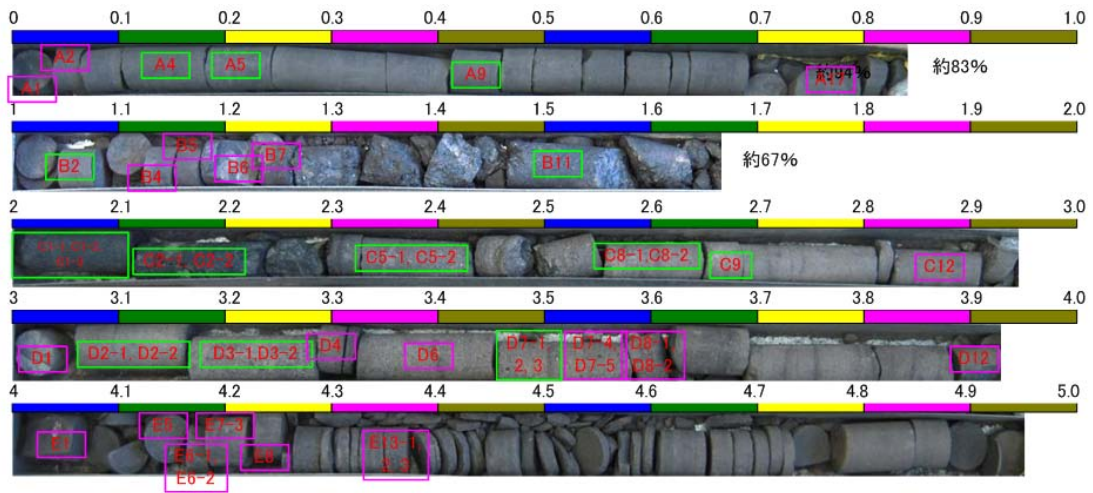 0 0.1 0.2 0.3 0.4 0.5 0.6 0.7 0.8 0.9 1.0
A1 A2 A4 A5 A9 約83%
1 1.1 1.2 1.3 1.4 1.5 1.6 1.7 1.8 1.9 2.0
B2 B4 B5 B6 B7 B11 約67%
2 2.1 2.2 2.3 2.4 2.5 2.6 2.7 2.8 2.9 3.0
C2-1, C2-2 C5-1, C5-2 C8-1,C8-2 C9 C12
3 3.1 3.2 3.3 3.4 3.5 3.6 3.7 3.8 3.9 4.0
D1 D2-1, D2-2 D3-1,D3-2 D4 D6 D7-1, 2, 3 D7-4, D7-5 D8-1, D8-2 D12
4 4.1 4.2 4.3 4.4 4.5 4.6 4.7 4.8 4.9 5.0
E1 E5 E6-1, E6-2 E7-3 E8 E13-1 2, 3